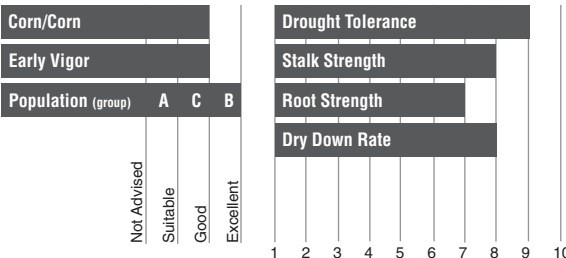 Corn/Corn
Early Vigor
Population (group) A C B
Not Advised
Suitable
Good
Excellent
Drought Tolerance
Stalk Strength
Root Strength
Dry Down Rate
1 2 3 4 5 6 7 8 9 10